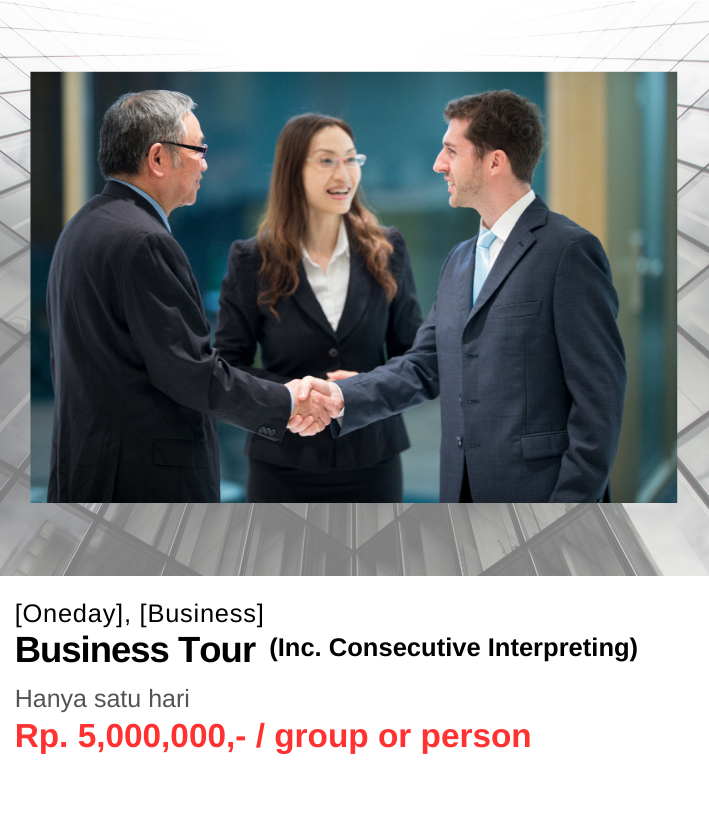 [Oneday], [Business]
Business Tour (Inc. Consecutive Interpreting)
Hanya satu hari
Rp. 5,000,000,- / group or person